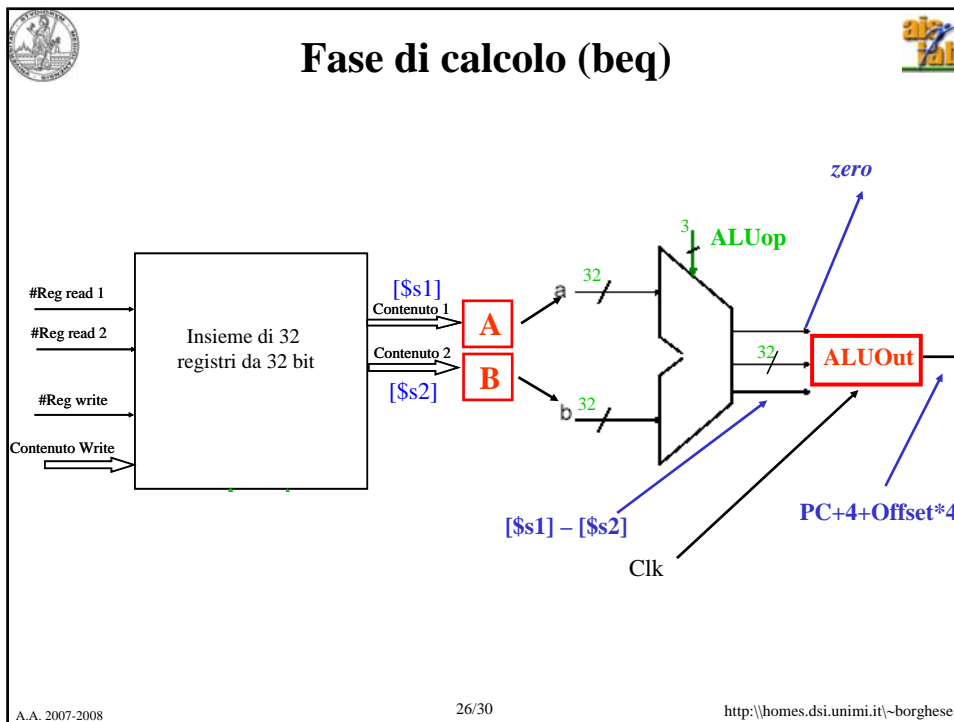 Fase di calcolo (beq)
zero
3
ALUop
32
a
[$s1]
#Reg read 1
Contenuto 1
A
#Reg read 2
Insieme di 32
registri da 32 bit
Contenuto 2
32
ALUOut
B
[$s2]
b
32
#Reg write
Contenuto Write
[$s1] – [$s2]
PC+4+Offset*4
Clk
A.A. 2007-2008
26/30
http:\\homes.dsi.unimi.it\~borghese